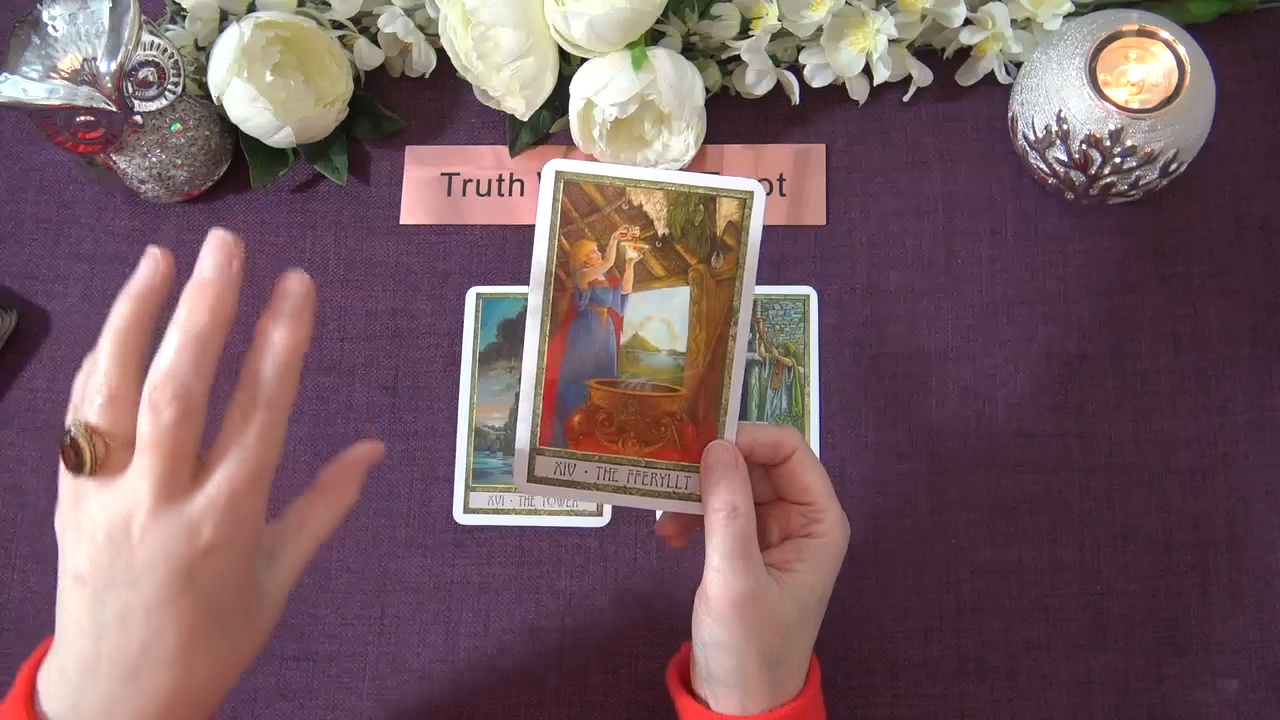 Truth
XIV · THE FFERYLLT
XVI · THE TOWER